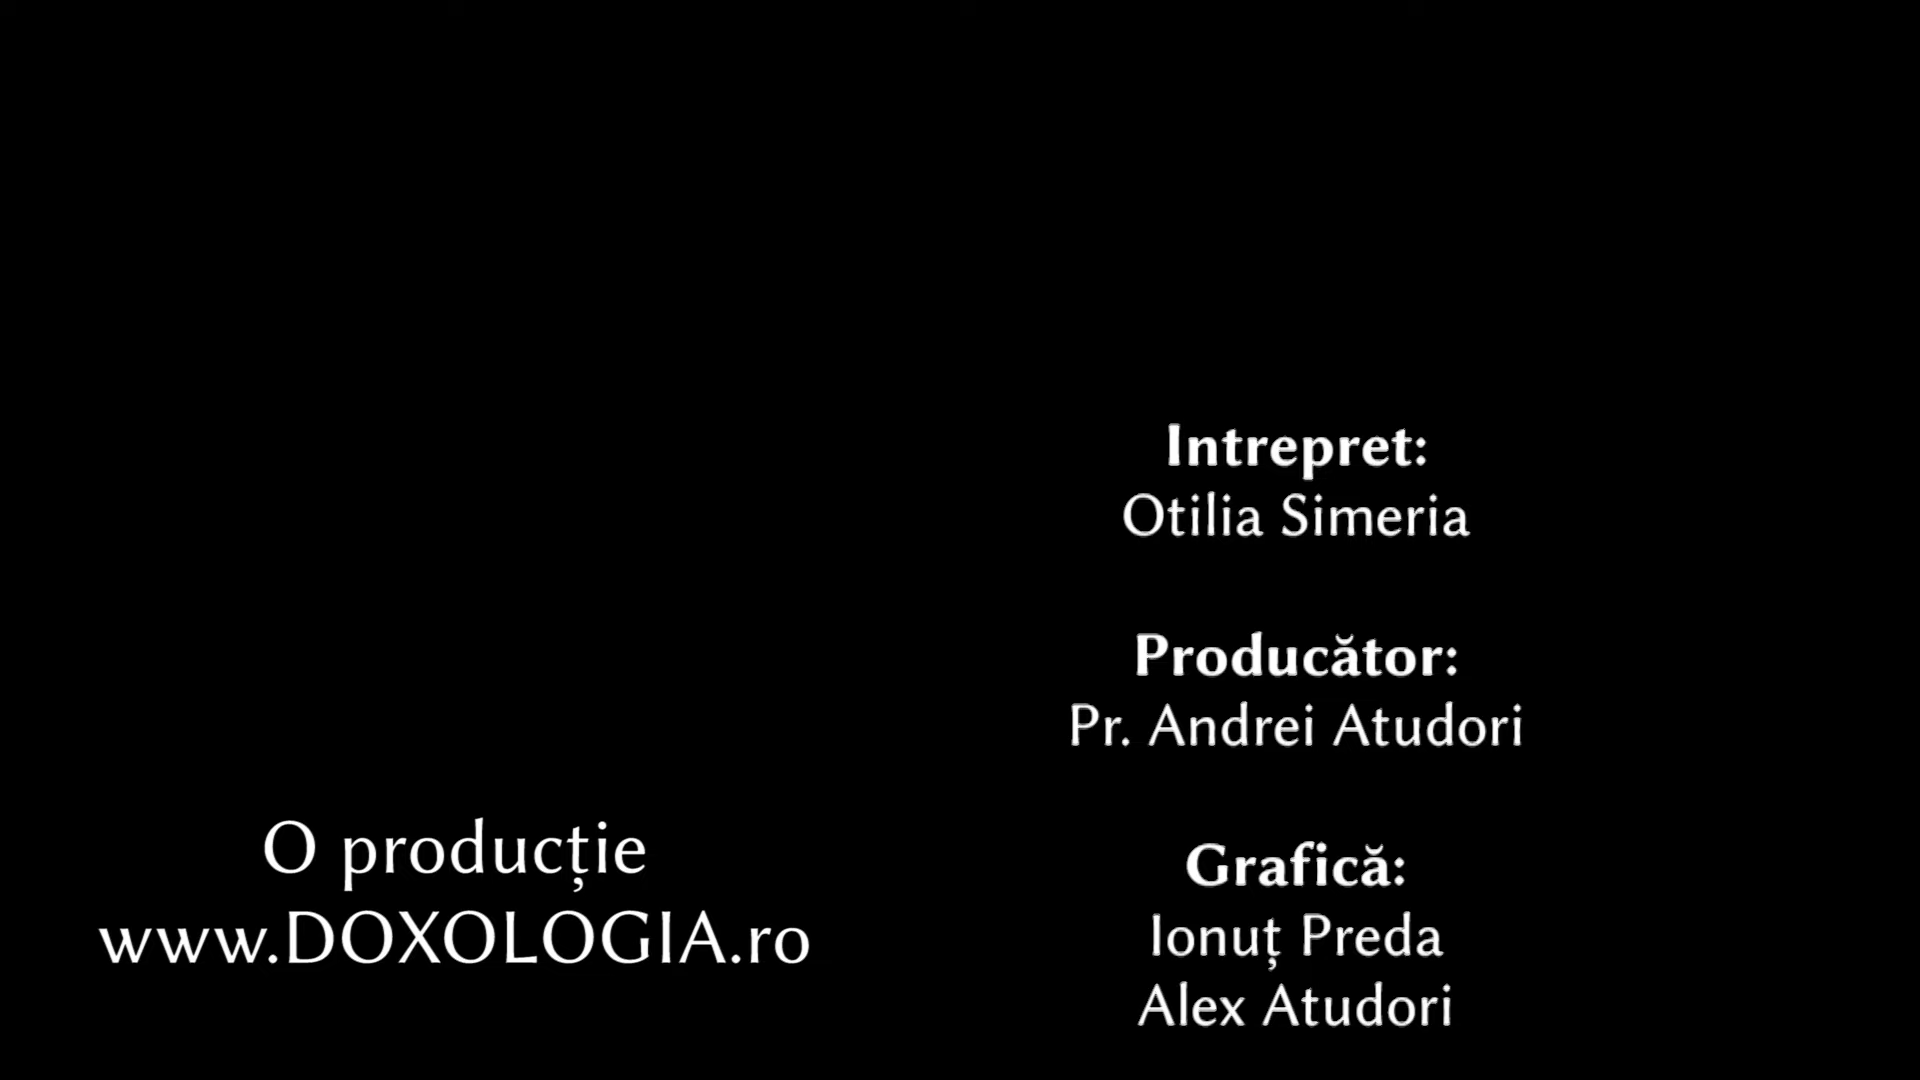 Intrepret:
Otilia Simeria
Producător:
Pr. Andrei Atudori
Grafică:
Ionuț Preda
Alex Atudori
O producție
www.DOXOLOGIA.ro